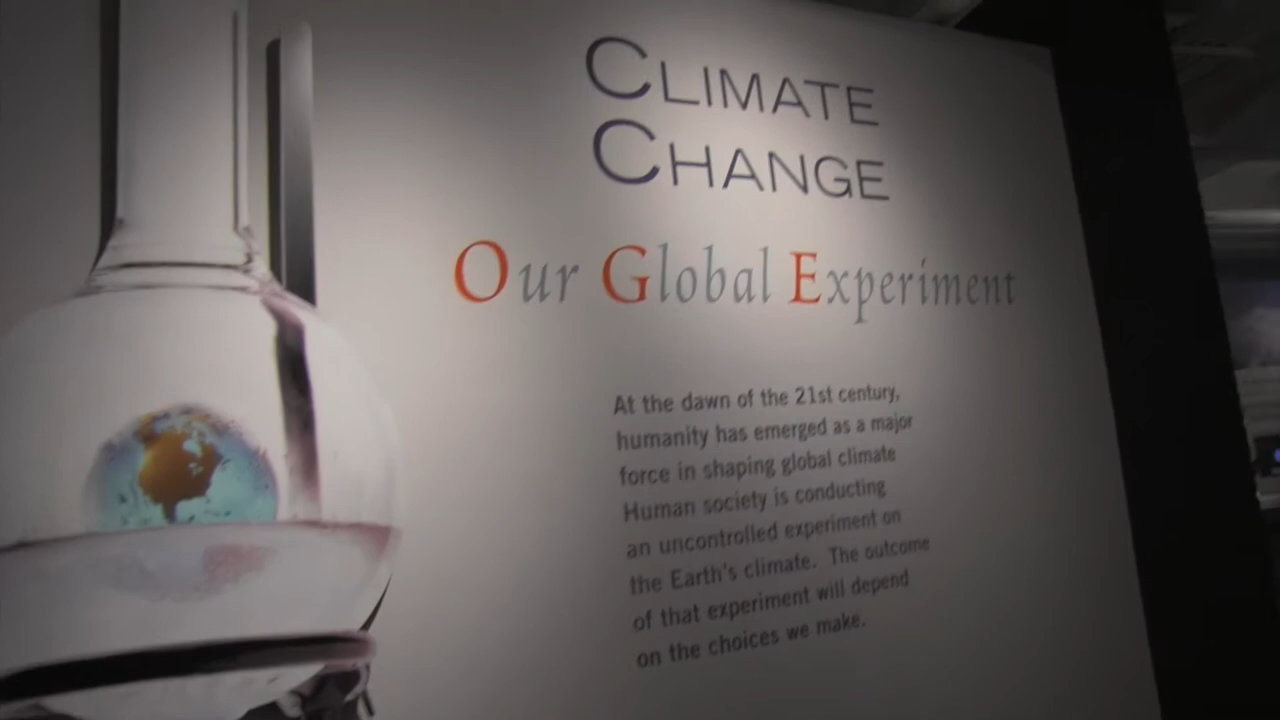 CLIMATE
CHANGE
Our Global Experiment
At the dawn of the 21st century,
humanity has emerged as a major
force in shaping global climate
Human society is conducting
an uncontrolled experiment on
the Earth's climate. The outcome
of that experiment will depend
on the choices we make.